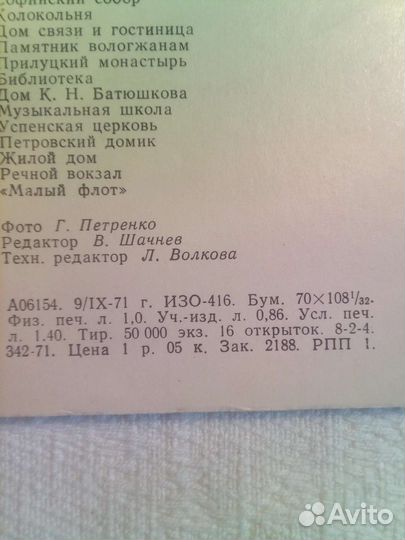 Софийский собор
Колокольня
Дом связи и гостиница
Памятник вологжанам
Прилуцкий монастырь
Библиотека
Дом К. Н. Батюшкова
Музыкальная школа
Успенская церковь
Петровский домик
Жилой дом
Речной вокзал
«Малый флот»
Фото Г. Петренко
Редактор В. Шачнев
Техн. редактор Л. Волкова
А06154. 9/IX-71 г. ИЗО-416. Бум. 70×108¹/₃₂.
Физ. печ. л. 1,0. Уч.-изд. л. 0,86. Усл. печ.
л. 1.40. Тир. 50 000 экз. 16 открыток. 8-2-4.
342-71. Цена 1 р. 05 к. Зак. 2188. РПП 1.
Avito